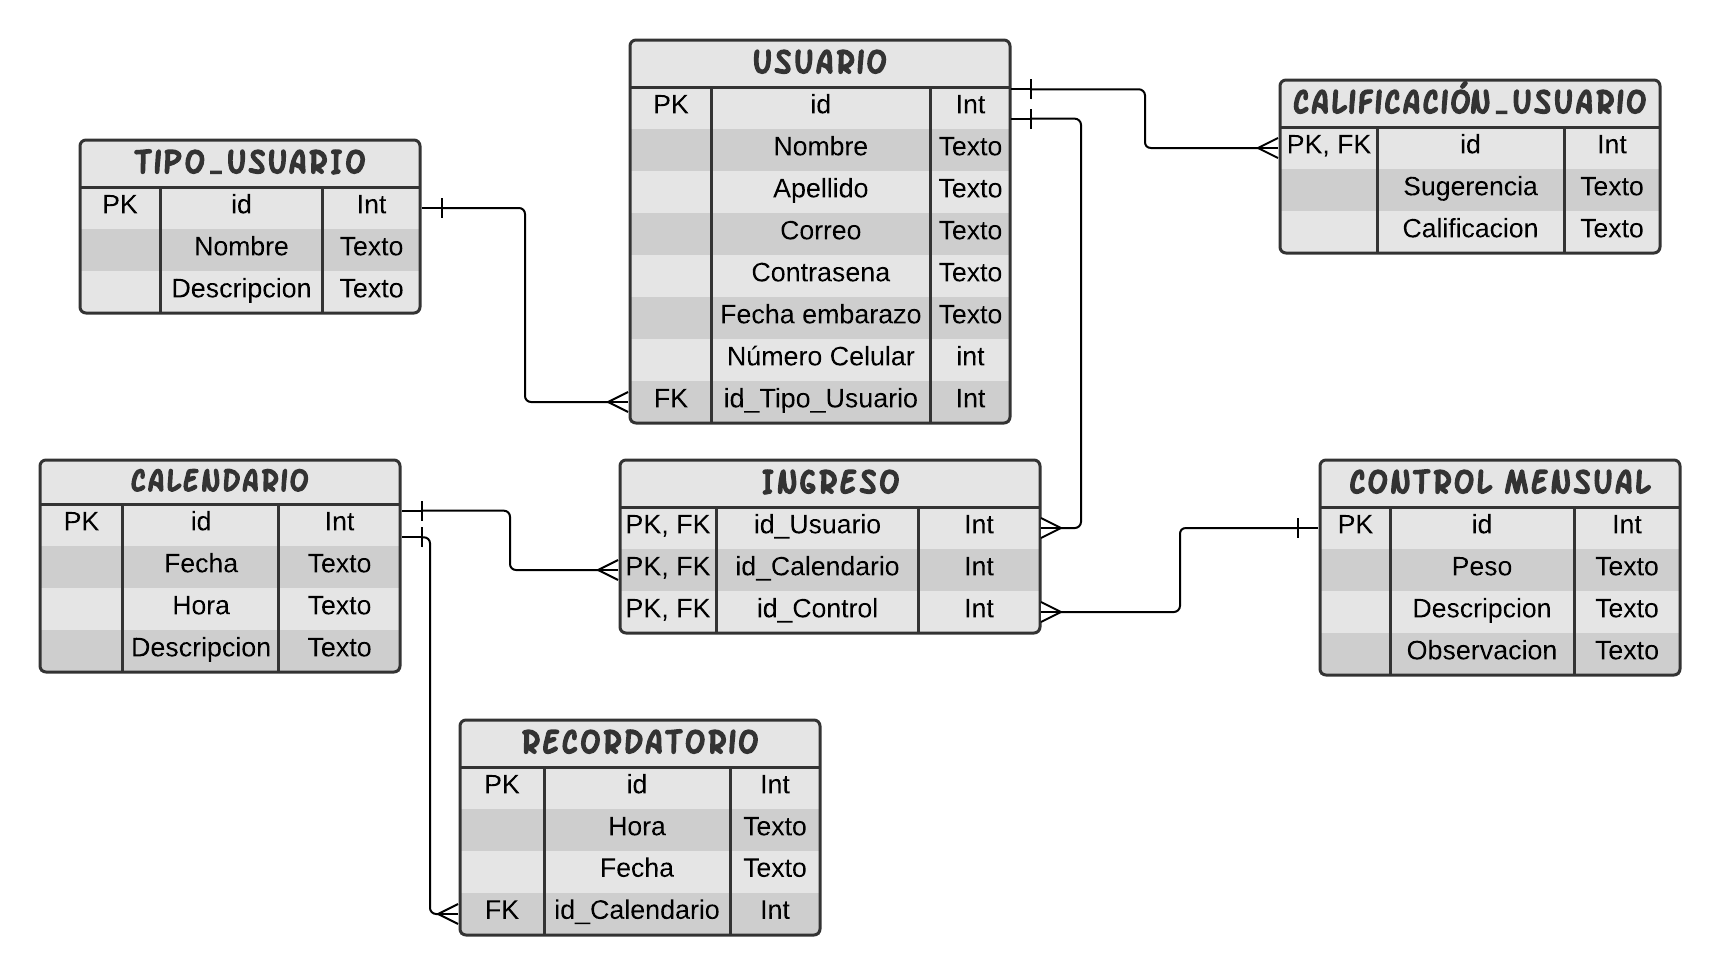 USUARIO
PK id Int
Nombre Texto
Apellido Texto
Correo Texto
Contrasena Texto
Fecha embarazo Texto
Número Celular int
FK id_Tipo_Usuario Int
CALIFICACIÓN_USUARIO
PK, FK id Int
Sugerencia Texto
Calificacion Texto
TIPO_USUARIO
PK id Int
Nombre Texto
Descripcion Texto
CALENDARIO
PK id Int
Fecha Texto
Hora Texto
Descripcion Texto
INGRESO
PK, FK id_Usuario Int
PK, FK id_Calendario Int
PK, FK id_Control Int
CONTROL MENSUAL
PK id Int
Peso Texto
Descripcion Texto
Observacion Texto
RECORDATORIO
PK id Int
Hora Texto
Fecha Texto
FK id_Calendario Int